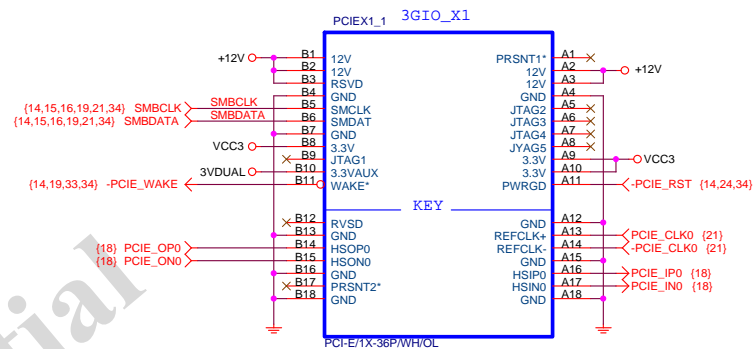 3GIO_X1
PCIEX1_1
+12V B1 12V PRSNT1* A1
B2 12V 12V A2 +12V
B3 RSVD 12V A3
B4 GND GND A4
{14,15,16,19,21,34} SMBCLK SMBCLK B5 SMCLK JTAG2 A5
{14,15,16,19,21,34} SMBDATA SMBDATA B6 SMDAT JTAG3 A6
B7 GND JTAG4 A7
VCC3 B8 3.3V JYAG5 A8
B9 JTAG1 3.3V A9 VCC3
3VDUAL B10 3.3VAUX 3.3V A10
{14,19,33,34} -PCIE_WAKE B11 WAKE* PWRGD A11 -PCIE_RST {14,24,34}
KEY
B12 RVSD GND A12
B13 GND REFCLK+ A13 PCIE_CLK0 {21}
{18} PCIE_OP0 B14 HSOP0 REFCLK- A14 -PCIE_CLK0 {21}
{18} PCIE_ON0 B15 HSON0 GND A15
B16 GND HSIP0 A16 PCIE_IP0 {18}
B17 PRSNT2* HSIN0 A17 PCIE_IN0 {18}
B18 GND GND A18
PCI-E/1X-36P/WH/OL
tial